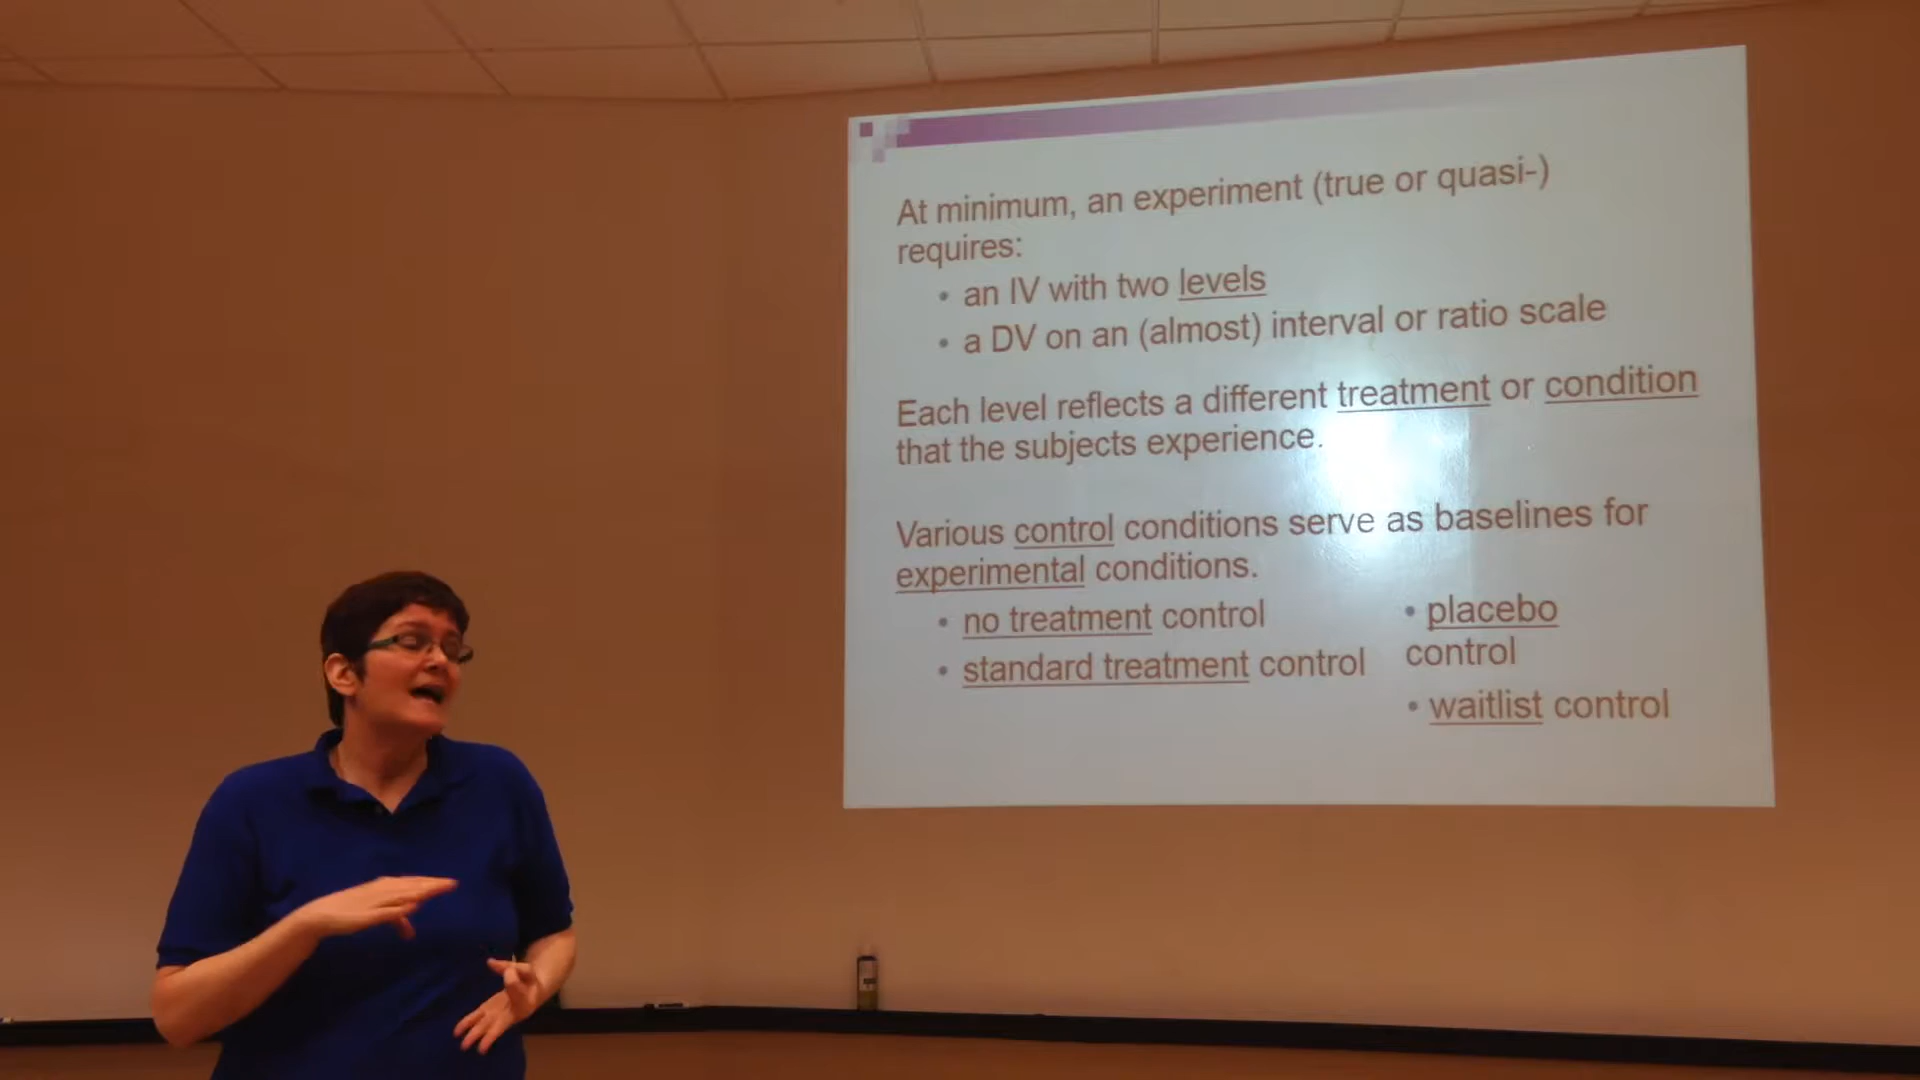 At minimum, an experiment (true or quasi-)
requires:
• an IV with two levels
• a DV on an (almost) interval or ratio scale
Each level reflects a different treatment or condition
that the subjects experience.
Various control conditions serve as baselines for
experimental conditions.
• no treatment control
• standard treatment control
• placebo
control
• waitlist control